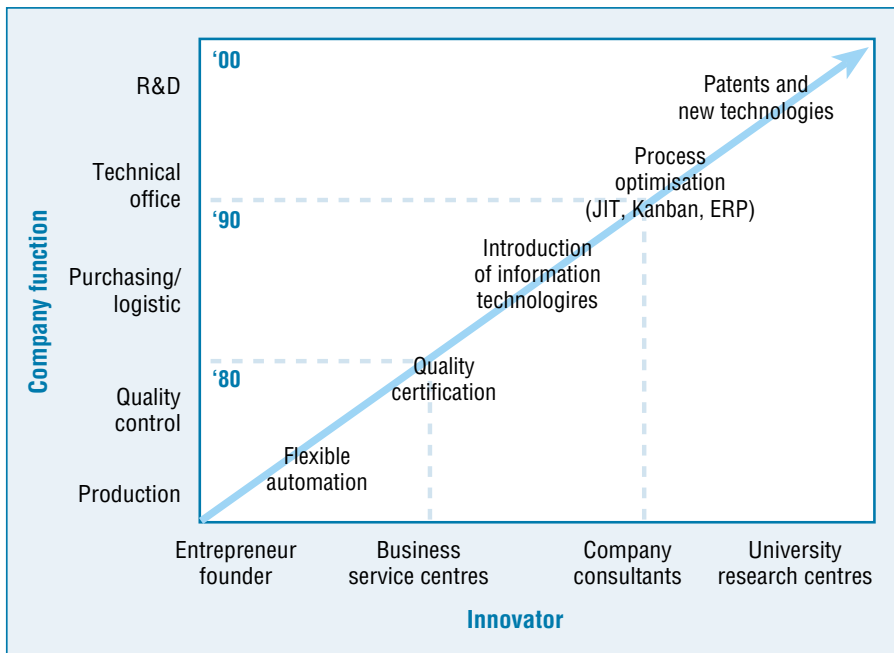 Company function
R&D
Technical
office
Purchasing/
logistic
Quality
control
Production
‘00
‘90
‘80
Patents and
new technologies
Process
optimisation
(JIT, Kanban, ERP)
Introduction
of information
technologires
Quality
certification
Flexible
automation
Entrepreneur
founder
Business
service centres
Company
consultants
University
research centres
Innovator